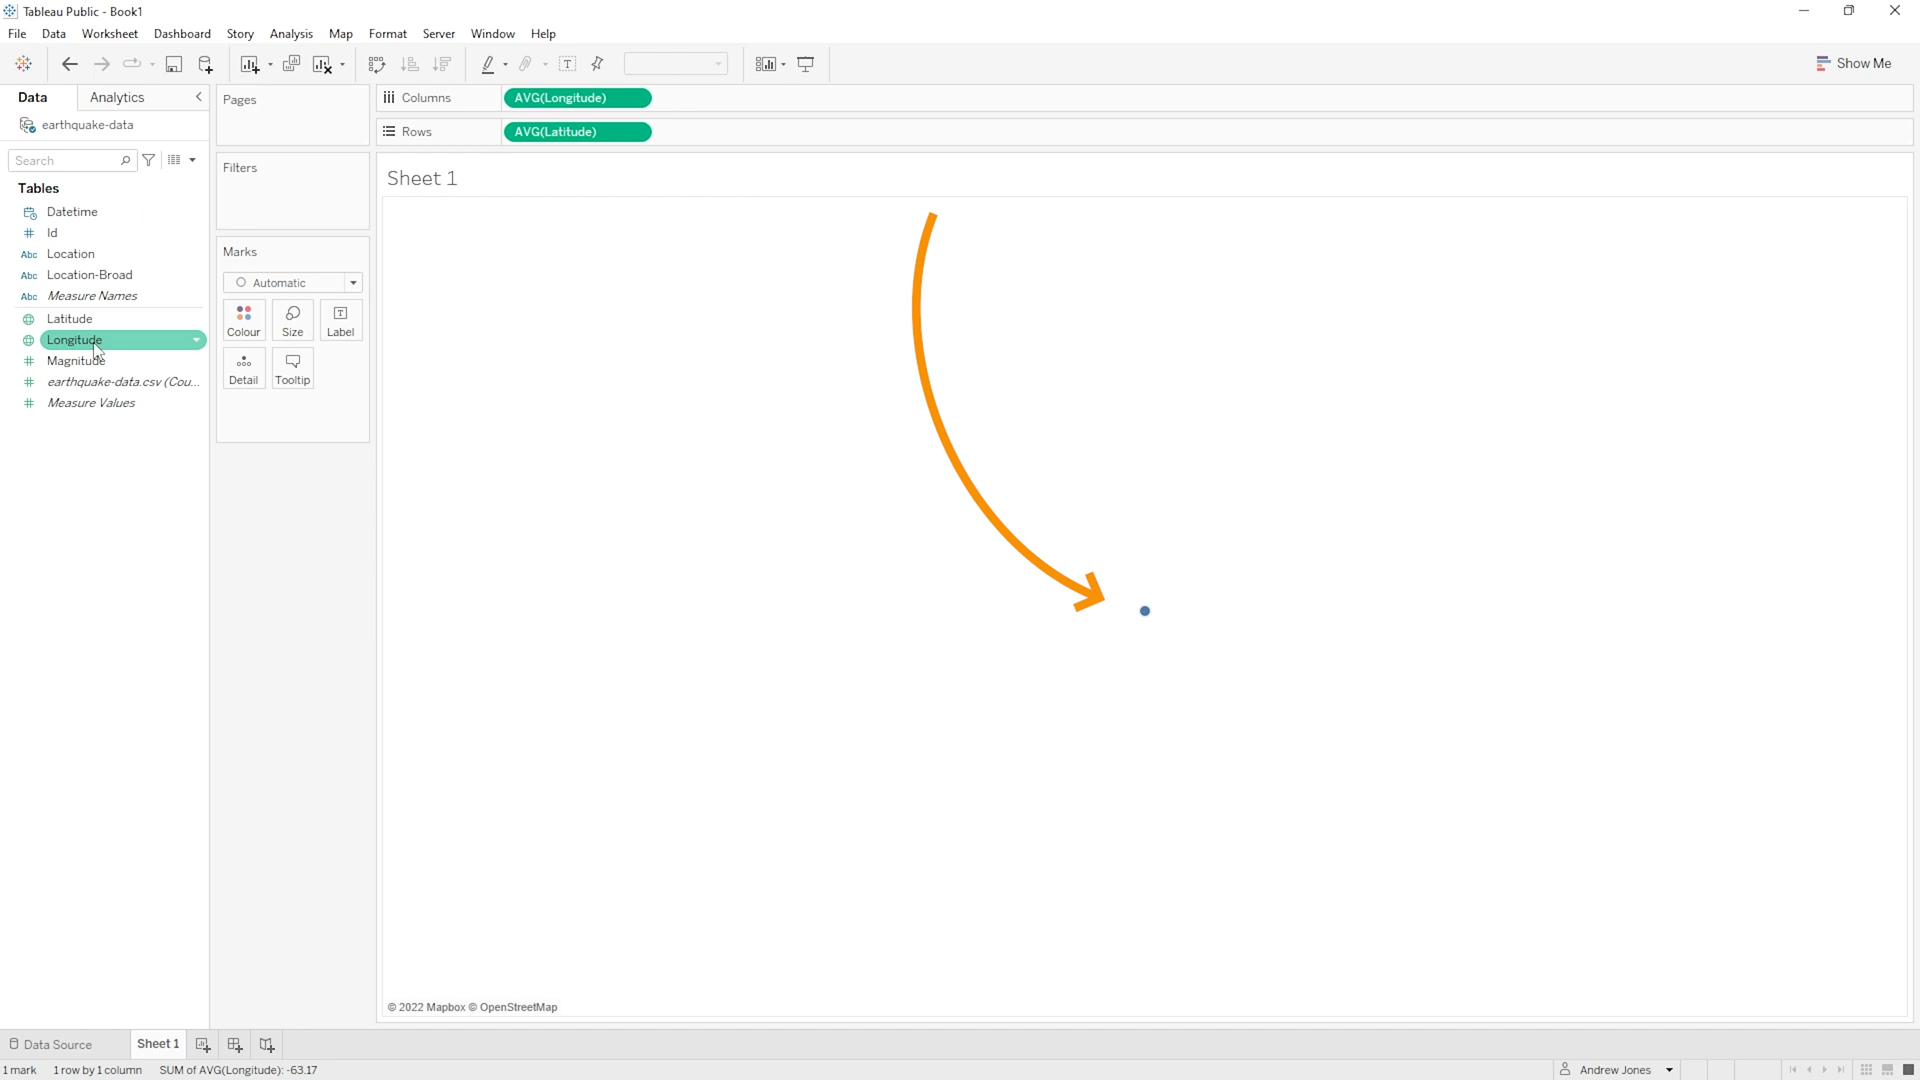 Tableau Public - Book1
File Data Worksheet Dashboard Story Analysis Map Format Server Window Help
Show Me
Data Analytics
earthquake-data
Search
Tables
Datetime
# Id
Abc Location
Abc Location-Broad
Abc Measure Names
Latitude
Longitude
# Magnitude
# earthquake-data.csv (Cou...
# Measure Values
Pages
Filters
Marks
Automatic
Colour Size Label
Detail Tooltip
Columns AVG(Longitude)
Rows AVG(Latitude)
Sheet 1
© 2022 Mapbox © OpenStreetMap
Data Source Sheet 1
1 mark 1 row by 1 column SUM of AVG(Longitude): -63.17
Andrew Jones